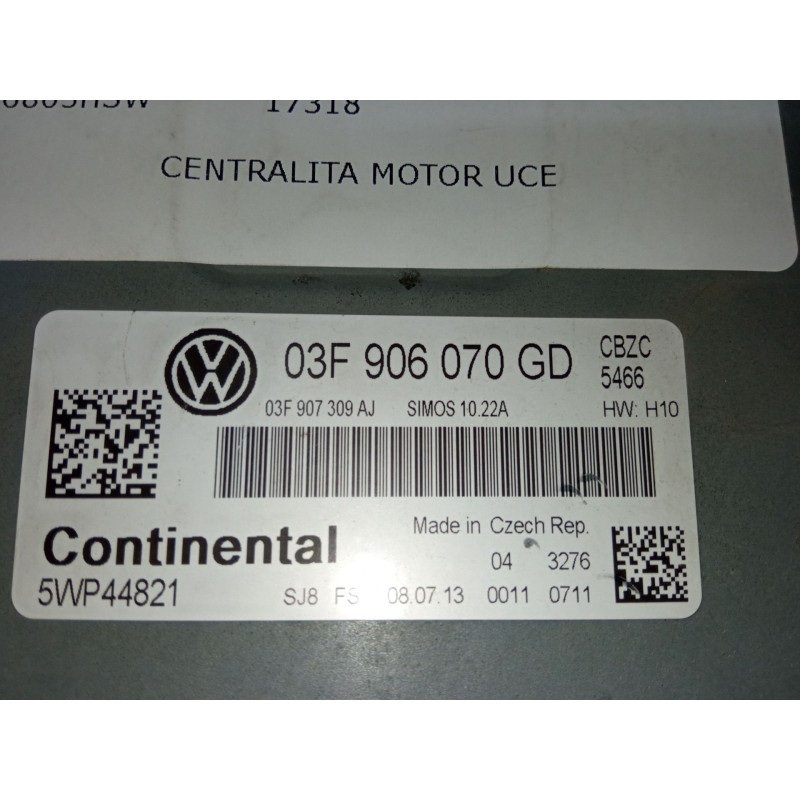 17318
CENTRALITA MOTOR UCE
03F 906 070 GD
CBZC
5466
03F 907 309 AJ SIMOS 10.22A HW: H10
Made in Czech Rep.
Continental
04 3276
5WP44821
SJ8 FS 08.07.13 0011 0711